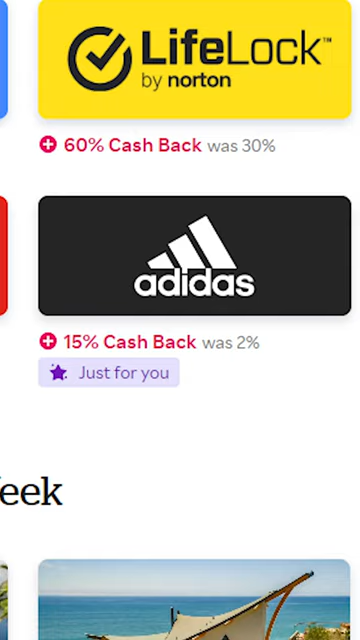 LifeLock™
by norton
60% Cash Back was 30%
adidas
15% Cash Back was 2%
Just for you
eek